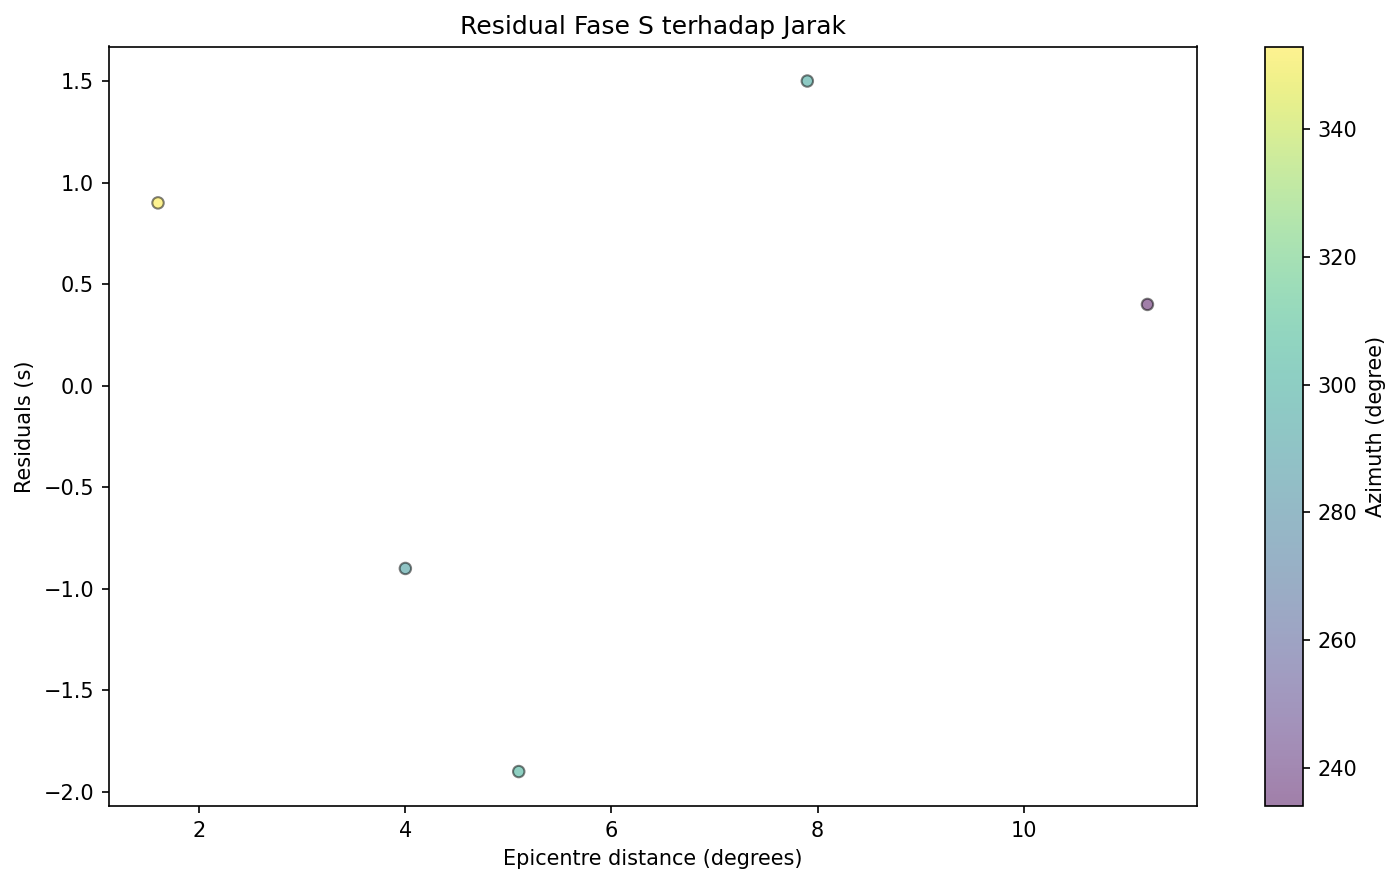 Residual Fase S terhadap Jarak
1.5
1.0
0.5
0.0
−0.5
−1.0
−1.5
−2.0
Residuals (s)
2 4 6 8 10
Epicentre distance (degrees)
340
320
300
280
260
240
Azimuth (degree)